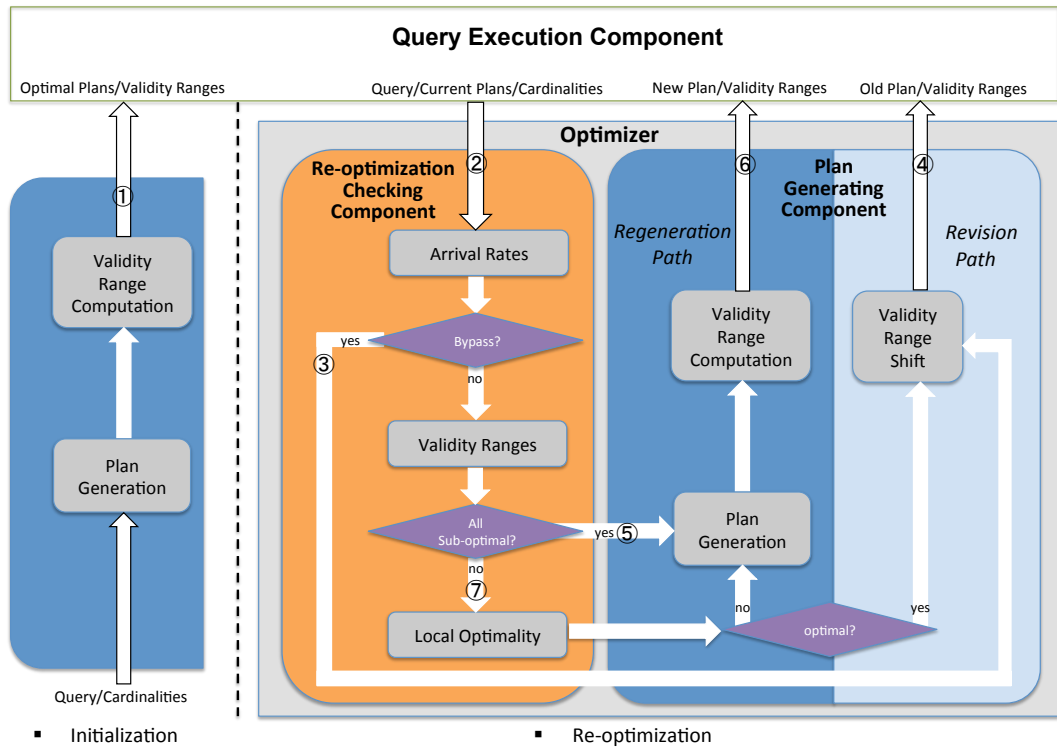 Query Execution Component
Optimal Plans/Validity Ranges
Query/Current Plans/Cardinalities
New Plan/Validity Ranges
Old Plan/Validity Ranges
Optimizer
①
②
⑥
④
Re-optimization
Checking
Component
Plan
Generating
Component
Regeneration
Path
Revision
Path
Validity
Range
Computation
Plan
Generation
Query/Cardinalities
Arrival Rates
yes
③
Bypass?
no
Validity Ranges
All
Sub-optimal?
yes
⑤
no
⑦
Local Optimality
Validity
Range
Computation
Validity
Range
Shift
Plan
Generation
no
yes
optimal?
▪ Initialization
▪ Re-optimization